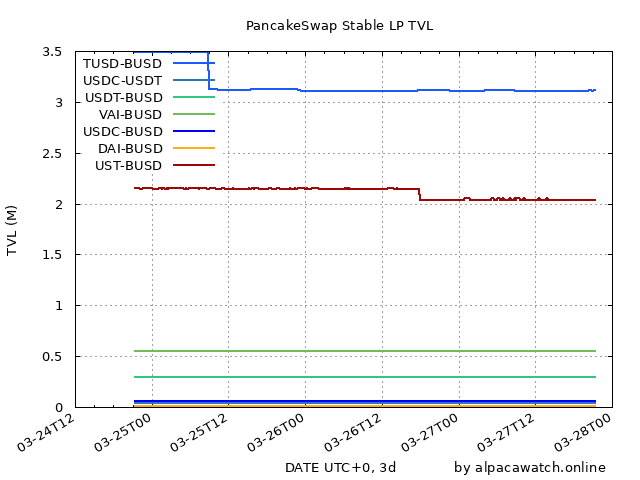 PancakeSwap Stable LP TVL
3.5
3
2.5
2
1.5
1
0.5
0
TVL (M)
TUSD-BUSD
USDC-USDT
USDT-BUSD
VAI-BUSD
USDC-BUSD
DAI-BUSD
UST-BUSD
03-24T12
03-25T00
03-25T12
03-26T00
03-26T12
03-27T00
03-27T12
03-28T00
DATE UTC+0, 3d
by alpacawatch.online